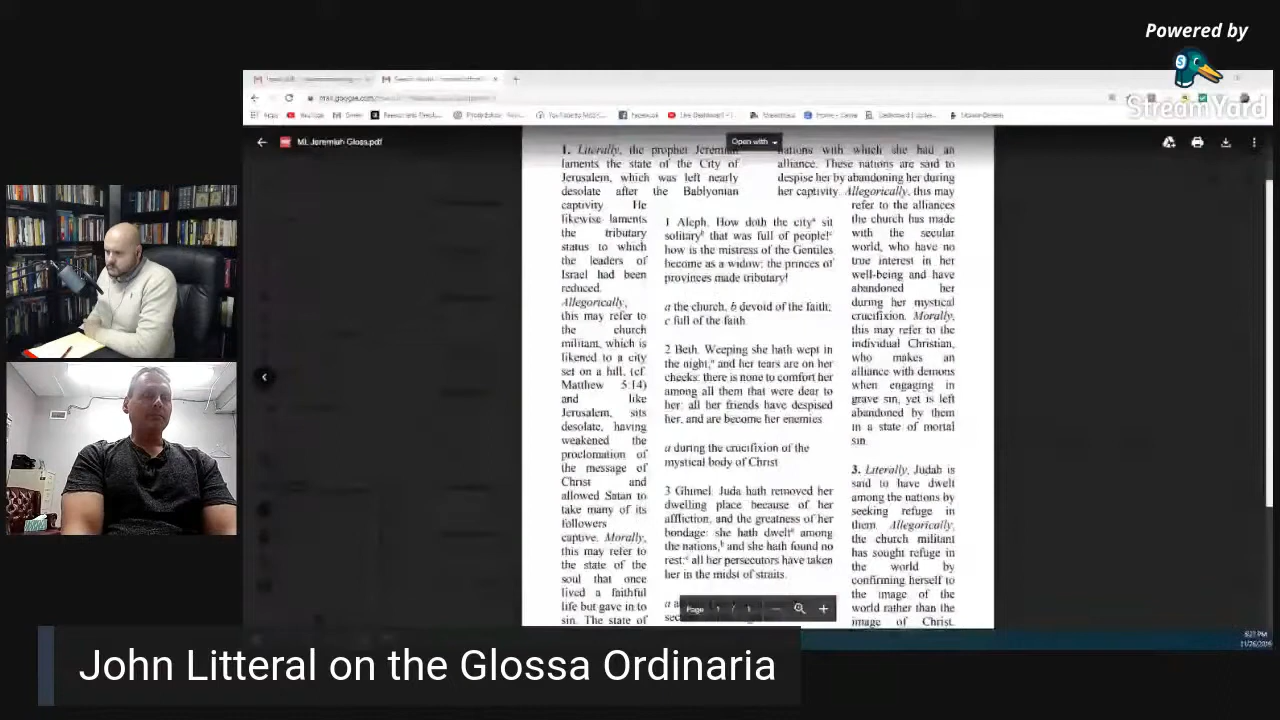 Powered by
StreamYard
YouTube
Facebook
ML Jeremiah Gloss.pdf
Open with
1. Literally, the prophet Jeremiah
laments the state of the City of
Jerusalem, which was left nearly
desolate after the Bablyonian
captivity He
likewise laments
the tributary
status to which
the leaders of
Israel had been
reduced.
Allegorically,
this may refer to
the church
militant, which is
likened to a city
set on a hill, (cf.
Matthew 5:14)
and like
Jerusalem, sits
desolate, having
weakened the
proclomation of
the message of
Christ and
allowed Satan to
take many of its
followers
captive. Morally,
this may refer to
the state of the
soul that once
lived a faithful
life but gave in to
sin. The state of
1 Aleph. How doth the city a sit
solitary b that was full of people! c
how is the mistress of the Gentiles
become as a widow: the princes of
provinces made tributary!
a the church, b devoid of the faith;
c full of the faith
2 Beth. Weeping she hath wept in
the night, a and her tears are on her
cheeks: there is none to comfort her
among all them that were dear to
her: all her friends have despised
her, and are become her enemies
a during the crucifixion of the
mystical body of Christ
3 Ghimel. Juda hath removed her
dwelling place because of her
affliction, and the greatness of her
bondage: she hath dwelt a among
the nations, b and she hath found no
rest: c all her persecutors have taken
her in the midst of straits.
nations with which she had an
alliance. These nations are said to
despise her by abandoning her during
her captivity. Allegorically, this may
refer to the alliances
the church has made
with the secular
world, who have no
true interest in her
well-being and have
abandoned her
during her mystical
crucifixion. Morally,
this may refer to the
individual Christian,
who makes an
alliance with demons
when engaging in
grave sin, yet is left
abandoned by them
in a state of mortal
sin.
3. Literally, Judah is
said to have dwelt
among the nations by
seeking refuge in
them. Allegorically,
the church militant
has sought refuge in
the world by
confirming herself to
the image of the
world rather than the
image of Christ.
Page
John Litteral on the Glossa Ordinaria